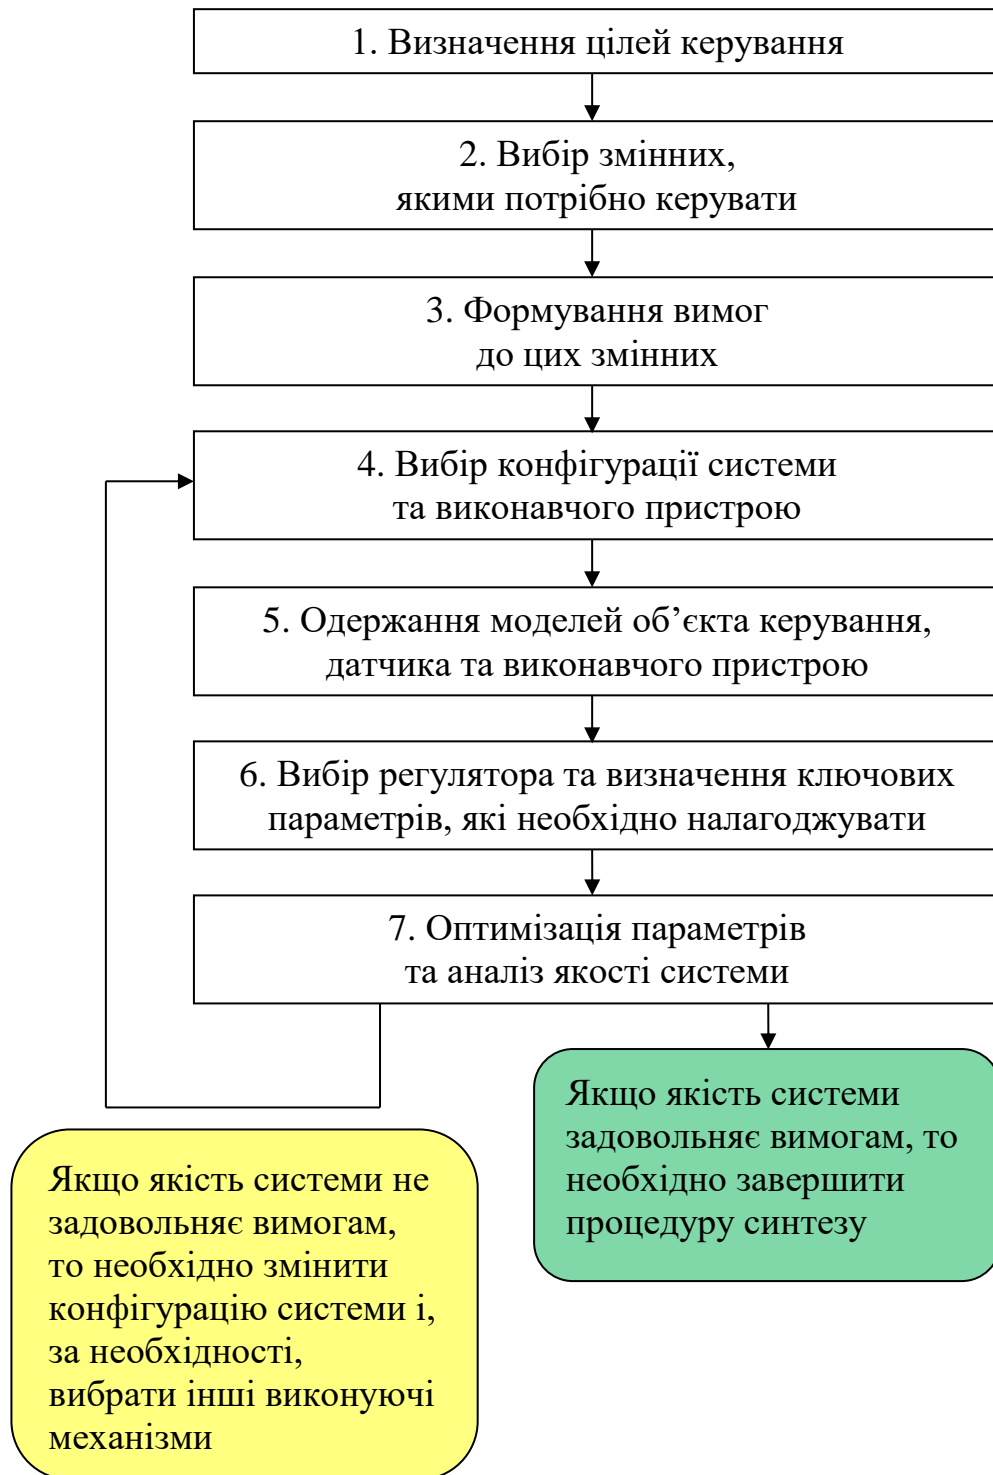 1. Визначення цілей керування
2. Вибір змінних,
якими потрібно керувати
3. Формування вимог
до цих змінних
4. Вибір конфігурації системи
та виконавчого пристрою
5. Одержання моделей об’єкта керування,
датчика та виконавчого пристрою
6. Вибір регулятора та визначення ключових
параметрів, які необхідно налагоджувати
7. Оптимізація параметрів
та аналіз якості системи
Якщо якість системи
задовольняє вимогам, то
необхідно завершити
процедуру синтезу
Якщо якість системи не
задовольняє вимогам,
то необхідно змінити
конфігурацію системи і,
за необхідності,
вибрати інші виконуючі
механізми